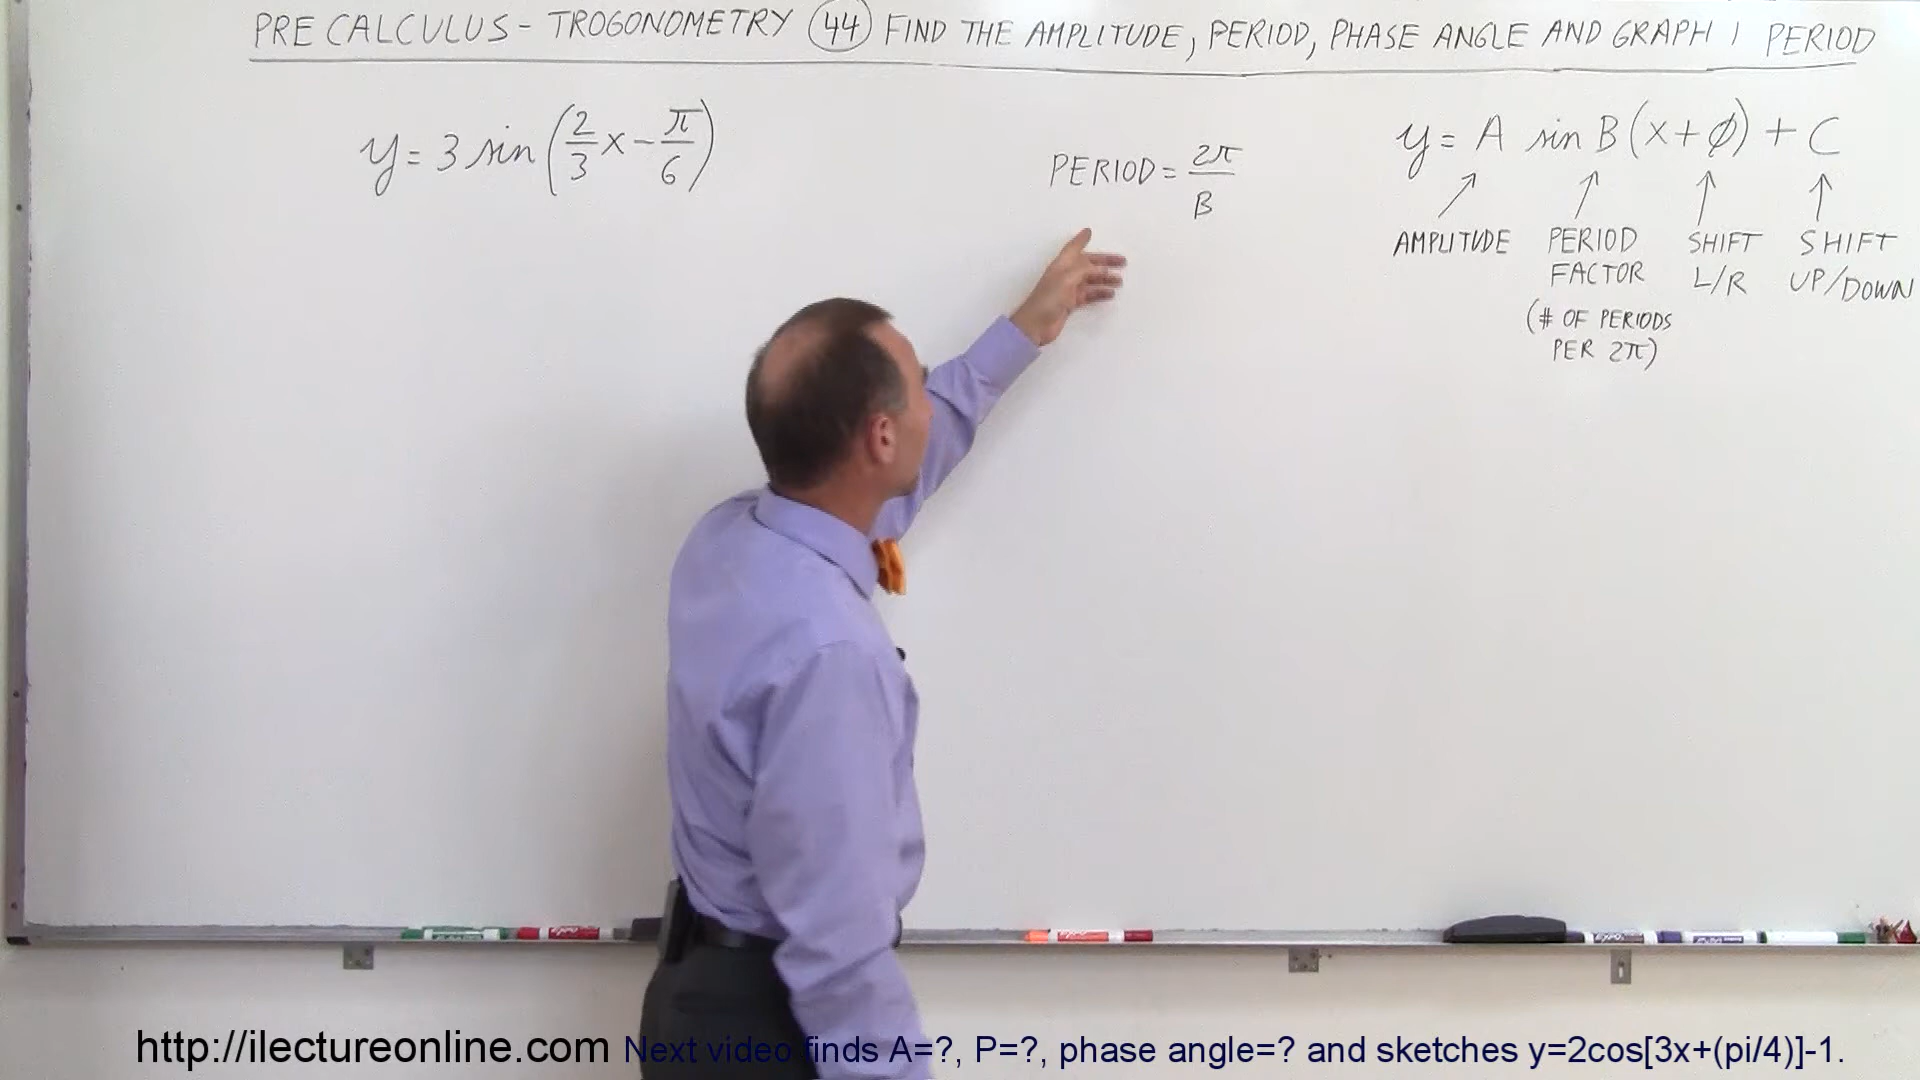 PRE CALCULUS - TROGONOMETRY 44 FIND THE AMPLITUDE, PERIOD, PHASE ANGLE AND GRAPH 1 PERIOD
y = 3 sin (2/3 x - π/6)
PERIOD = 2π/B
y = A sin B (x + φ) + C
AMPLITUDE
PERIOD FACTOR
(# OF PERIODS PER 2π)
SHIFT L/R
SHIFT UP/DOWN
http://ilectureonline.com Next video finds A=?, P=?, phase angle=? and sketches y=2cos[3x+(pi/4)]-1.